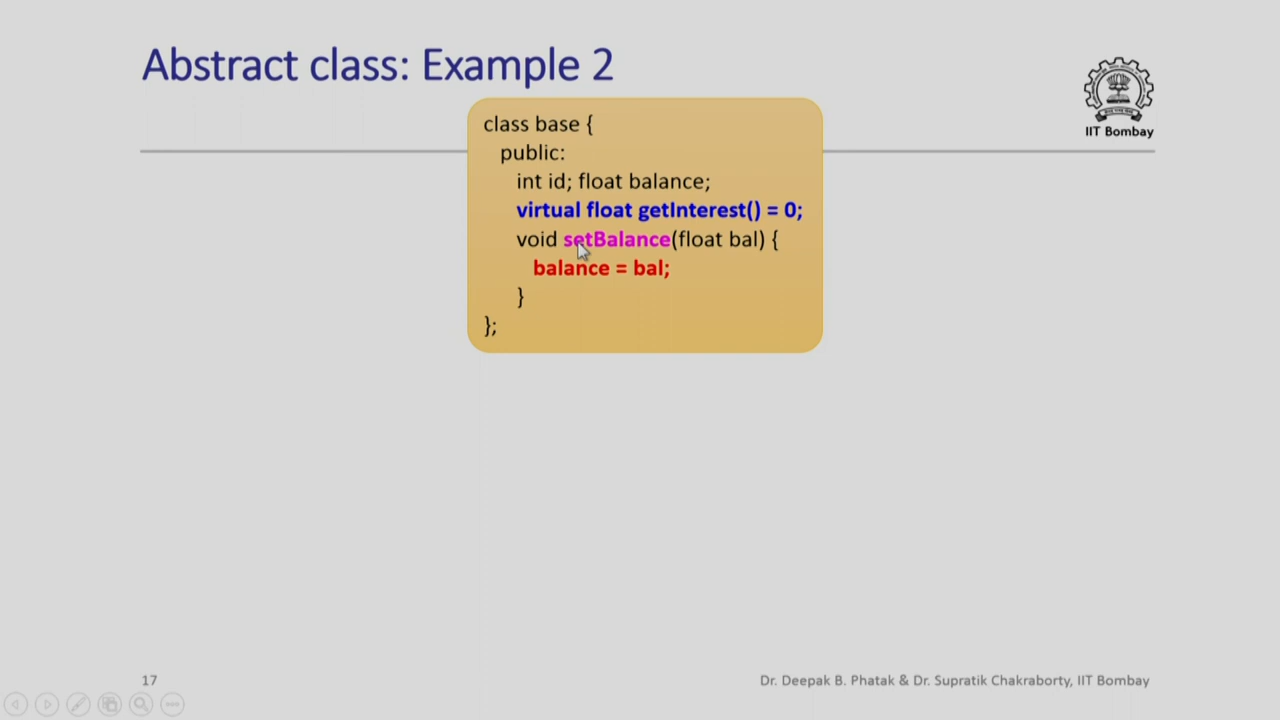 Abstract class: Example 2
IIT Bombay
class base {
public:
int id; float balance;
virtual float getInterest() = 0;
void setBalance(float bal) {
balance = bal;
}
};
17
Dr. Deepak B. Phatak & Dr. Supratik Chakraborty, IIT Bombay